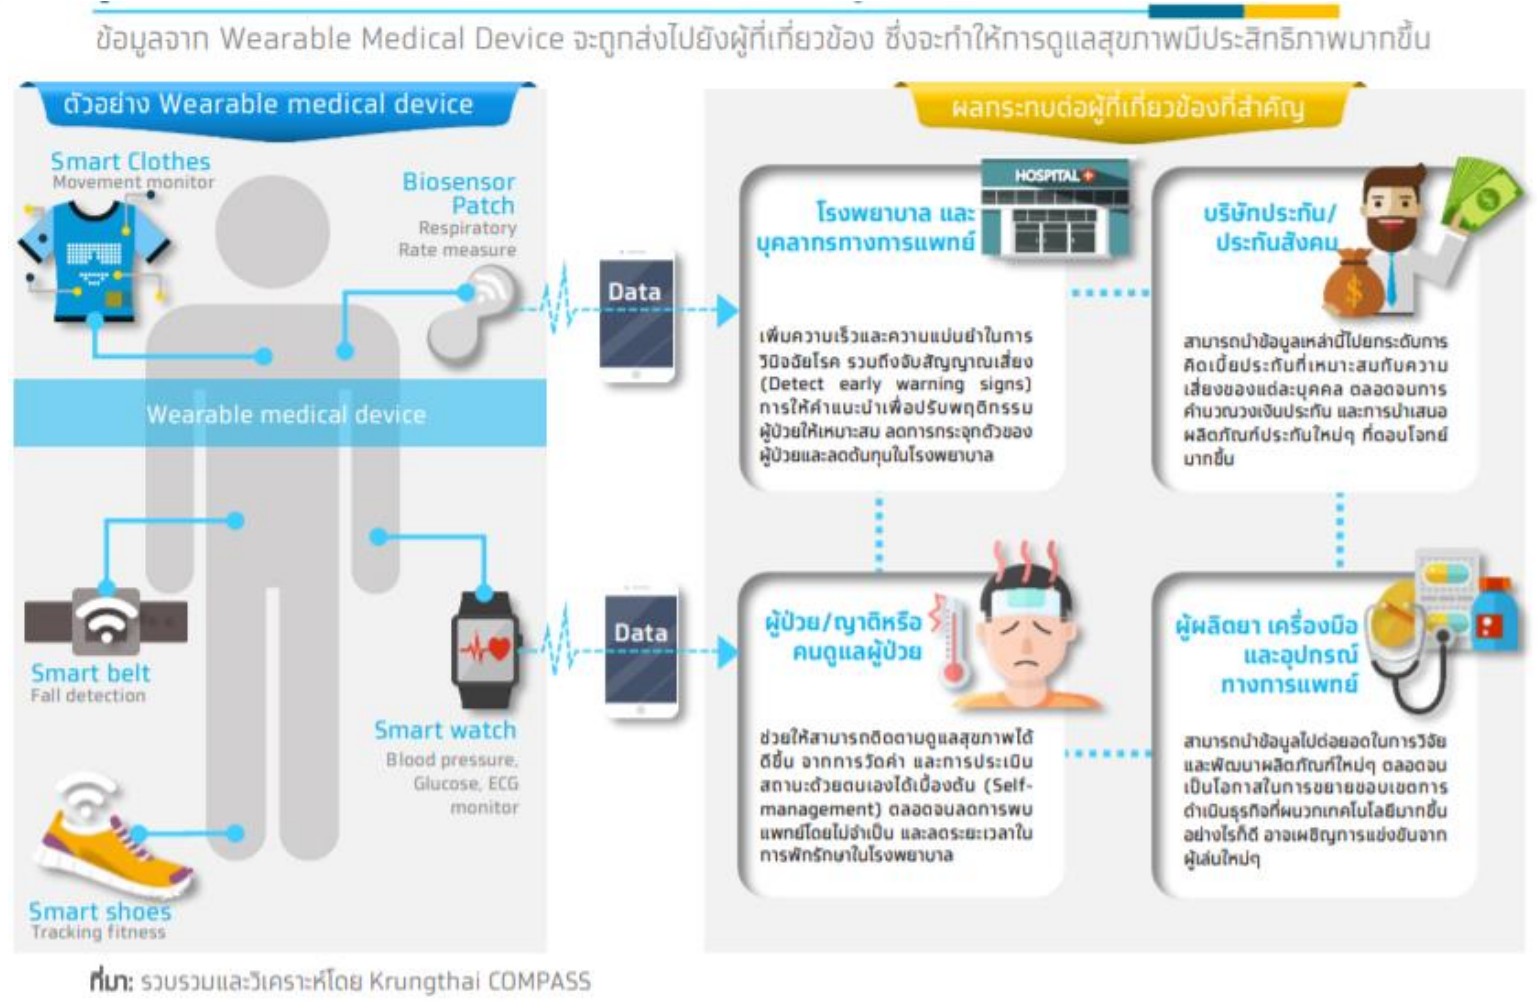 ข้อมูลจาก Wearable Medical Device จะถูกส่งไปยังผู้ที่เกี่ยวข้อง ซึ่งจะทำให้การดูแลสุขภาพมีประสิทธิภาพมากขึ้น
ตัวอย่าง Wearable medical device
Smart Clothes
Movement monitor
Biosensor
Patch
Respiratory
Rate measure
Wearable medical device
Smart belt
Fall detection
Smart watch
Blood pressure,
Glucose, ECG
monitor
Smart shoes
Tracking fitness
Data
Data
ผลกระทบต่อผู้ที่เกี่ยวข้องที่สำคัญ
HOSPITAL
โรงพยาบาล และ
บุคลากรทางการแพทย์
เพิ่มความเร็วและความแม่นยำในการ
วินิจฉัยโรค รวมถึงจับสัญญาณเสี่ยง
(Detect early warning signs)
การให้คำแนะนำเพื่อปรับพฤติกรรม
ผู้ป่วยให้เหมาะสม ลดการกระจุกตัวของ
ผู้ป่วยและลดต้นทุนในโรงพยาบาล
บริษัทประกัน/
ประกันสังคม
สามารถนำข้อมูลเหล่านี้ไปยกระดับการ
คิดเบี้ยประกันที่เหมาะสมกับความ
เสี่ยงของแต่ละบุคคล ตลอดจนการ
คำนวณวงเงินประกัน และการนำเสนอ
ผลิตภัณฑ์ประกันใหม่ๆ ที่ตอบโจทย์
มากขึ้น
ผู้ป่วย/ญาติหรือ
คนดูแลผู้ป่วย
ช่วยให้สามารถติดตามดูแลสุขภาพได้
ดีขึ้น จากการวัดค่า และการประเมิน
สถานะด้วยตนเองได้เบื้องต้น (Self-
management) ตลอดจนลดการพบ
แพทย์โดยไม่จำเป็น และลดระยะเวลาใน
การพักรักษาในโรงพยาบาล
ผู้ผลิตยา เครื่องมือ
และอุปกรณ์
ทางการแพทย์
สามารถนำข้อมูลไปต่อยอดในการวิจัย
และพัฒนาผลิตภัณฑ์ใหม่ๆ ตลอดจน
เป็นโอกาสในการขยายขอบเขตการ
ดำเนินธุรกิจที่ผนวกเทคโนโลยีมากขึ้น
อย่างไรก็ดี อาจเผชิญการแข่งขันจาก
ผู้เล่นใหม่ๆ
ที่มา: รวบรวมและวิเคราะห์โดย Krungthai COMPASS